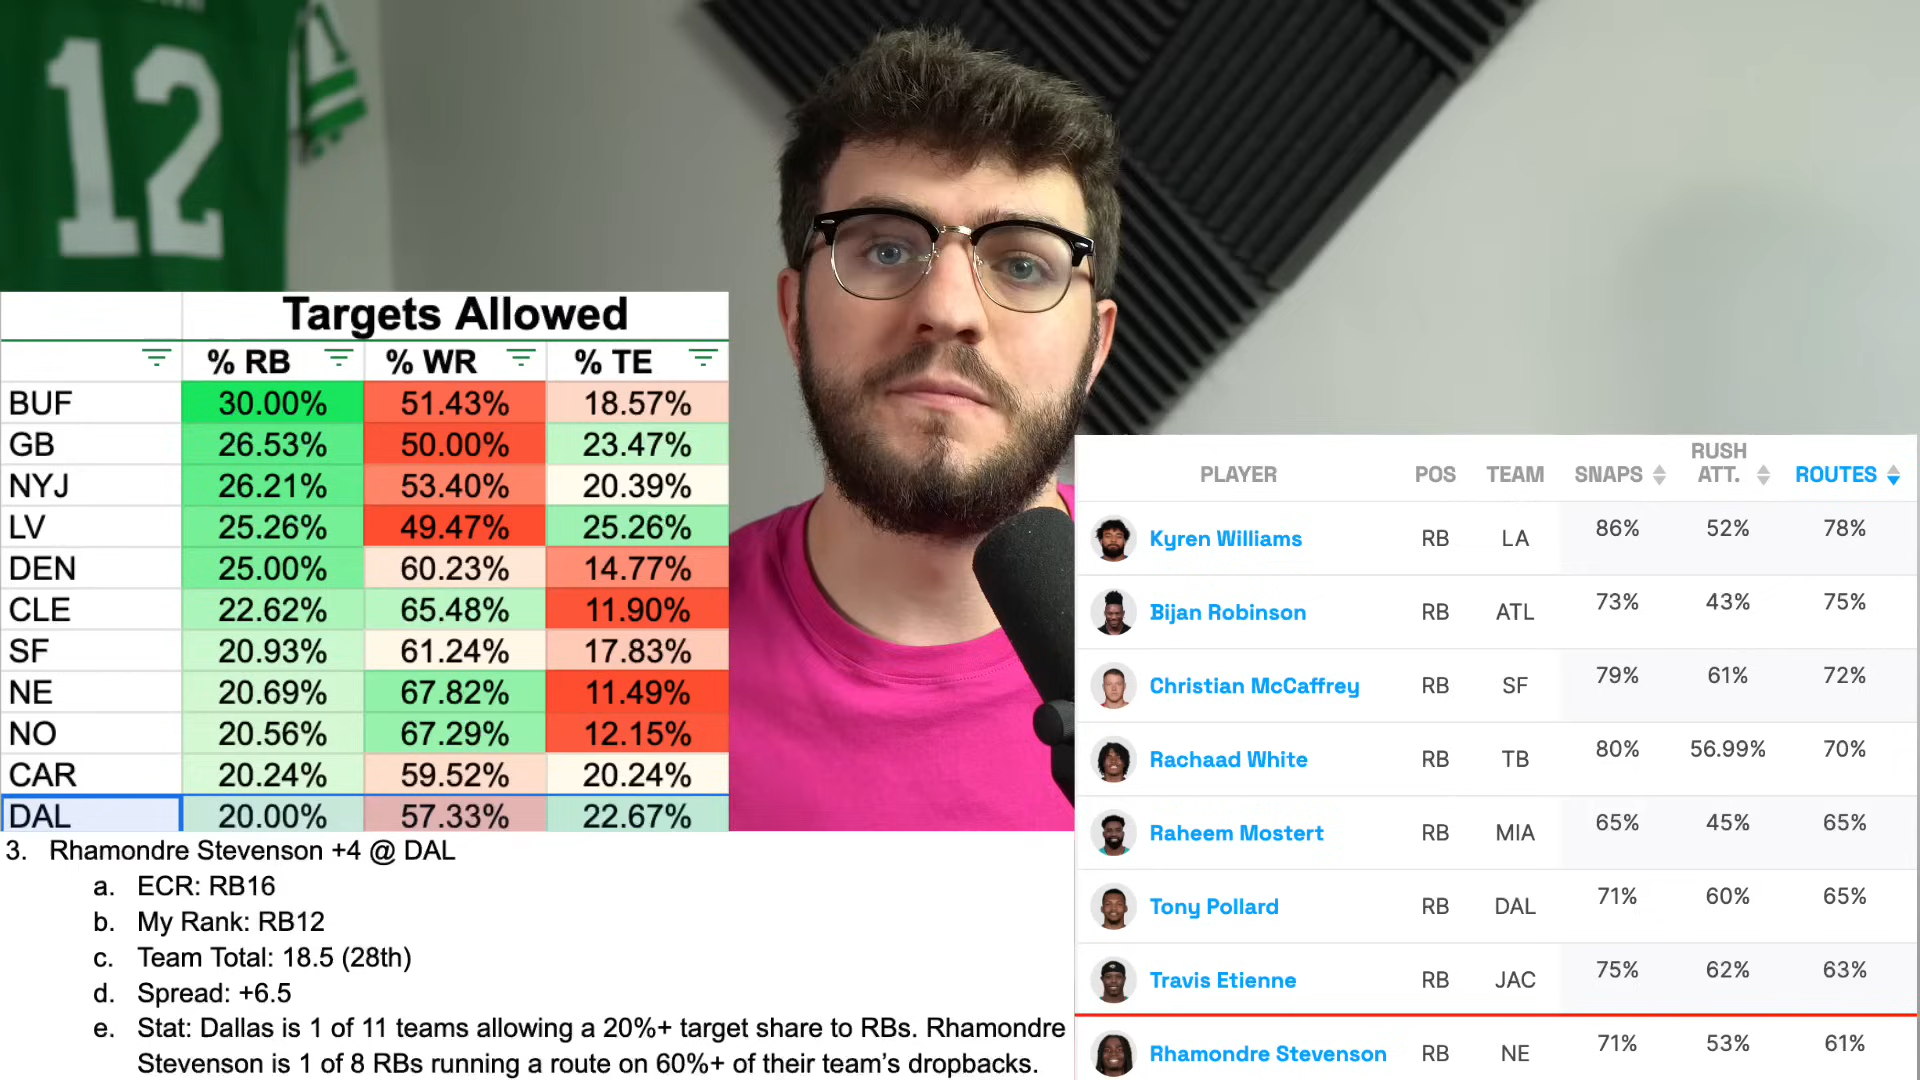 12
Targets Allowed
% RB % WR % TE
BUF 30.00% 51.43% 18.57%
GB 26.53% 50.00% 23.47%
NYJ 26.21% 53.40% 20.39%
LV 25.26% 49.47% 25.26%
DEN 25.00% 60.23% 14.77%
CLE 22.62% 65.48% 11.90%
SF 20.93% 61.24% 17.83%
NE 20.69% 67.82% 11.49%
NO 20.56% 67.29% 12.15%
CAR 20.24% 59.52% 20.24%
DAL 20.00% 57.33% 22.67%
3. Rhamondre Stevenson +4 @ DAL
a. ECR: RB16
b. My Rank: RB12
c. Team Total: 18.5 (28th)
d. Spread: +6.5
e. Stat: Dallas is 1 of 11 teams allowing a 20%+ target share to RBs. Rhamondre
Stevenson is 1 of 8 RBs running a route on 60%+ of their team’s dropbacks.
PLAYER POS TEAM SNAPS RUSH ATT. ROUTES
Kyren Williams RB LA 86% 52% 78%
Bijan Robinson RB ATL 73% 43% 75%
Christian McCaffrey RB SF 79% 61% 72%
Rachaad White RB TB 80% 56.99% 70%
Raheem Mostert RB MIA 65% 45% 65%
Tony Pollard RB DAL 71% 60% 65%
Travis Etienne RB JAC 75% 62% 63%
Rhamondre Stevenson RB NE 71% 53% 61%